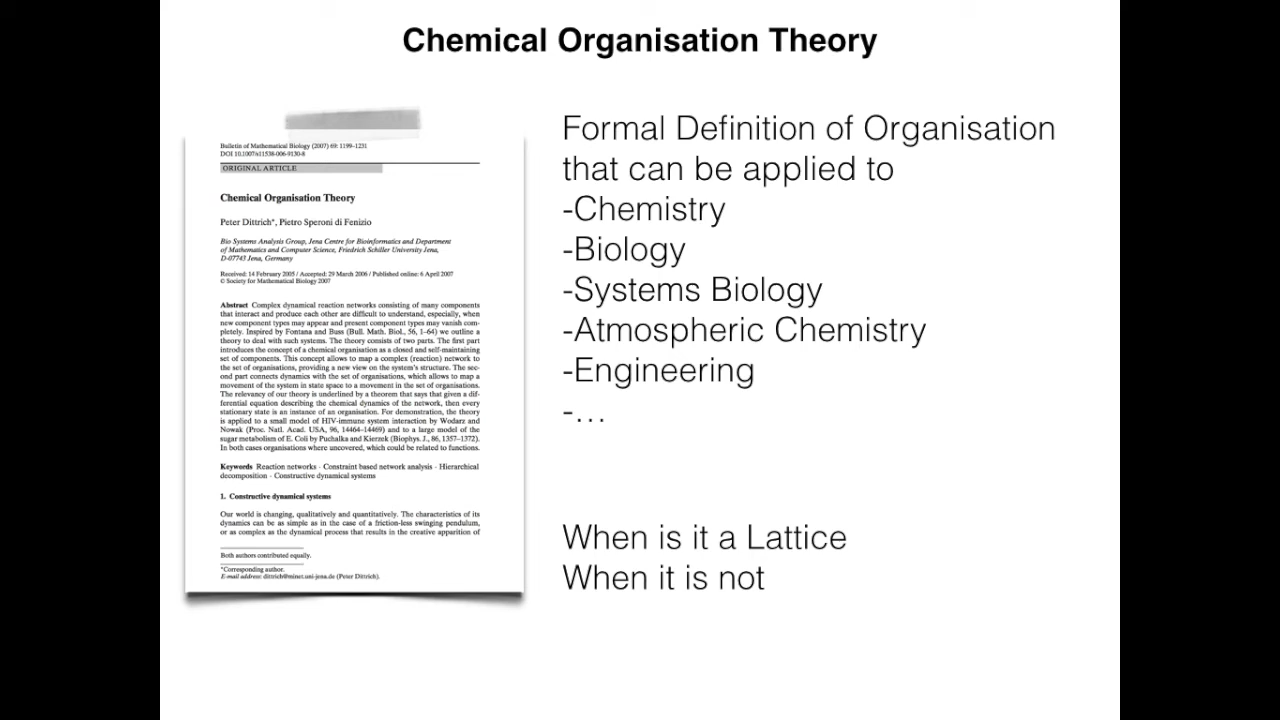 Chemical Organisation Theory
Bulletin of Mathematical Biology (2007) 69: 1199–1231
DOI 10.1007/s11538-006-9130-8
ORIGINAL ARTICLE
Chemical Organisation Theory
Peter Dittrich*, Pietro Speroni di Fenizio
Bio Systems Analysis Group, Jena Centre for Bioinformatics and Department
of Mathematics and Computer Science, Friedrich Schiller University Jena,
D-07743 Jena, Germany
Received: 14 February 2005 / Accepted: 29 March 2006 / Published online: 6 April 2007
© Society for Mathematical Biology 2007
Abstract Complex dynamical reaction networks consisting of many components
that interact and produce each other are difficult to understand, especially, when
new component types may appear and present component types may vanish com-
pletely. Inspired by Fontana and Buss (Bull. Math. Biol., 56, 1–64) we outline a
theory to deal with such systems. The theory consists of two parts. The first part
introduces the concept of a chemical organisation as a closed and self-maintaining
set of components. This concept allows to map a complex (reaction) network to
the set of organisations, providing a new view on the system's structure. The sec-
ond part connects dynamics with the set of organisations, which allows to map a
movement of the system in state space to a movement in the set of organisations.
The relevancy of our theory is underlined by a theorem that says that given a dif-
ferential equation describing the chemical dynamics of the network, then every
stationary state is an instance of an organisation. For demonstration, the theory
is applied to a small model of HIV-immune system interaction by Wodarz and
Nowak (Proc. Natl. Acad. USA, 96, 14464–14469) and to a large model of the
sugar metabolism of E. Coli by Puchalka and Kierzek (Biophys. J., 86, 1357–1372).
In both cases organisations where uncovered, which could be related to functions.
Keywords Reaction networks · Constraint based network analysis · Hierarchical
decomposition · Constructive dynamical systems
1. Constructive dynamical systems
Our world is changing, qualitatively and quantitatively. The characteristics of its
dynamics can be as simple as in the case of a friction-less swinging pendulum,
or as complex as the dynamical process that results in the creative apparition of
Both authors contributed equally.
*Corresponding author.
E-mail address: dittrich@minet.uni-jena.de (Peter Dittrich).
Formal Definition of Organisation
that can be applied to
-Chemistry
-Biology
-Systems Biology
-Atmospheric Chemistry
-Engineering
-…
When is it a Lattice
When it is not